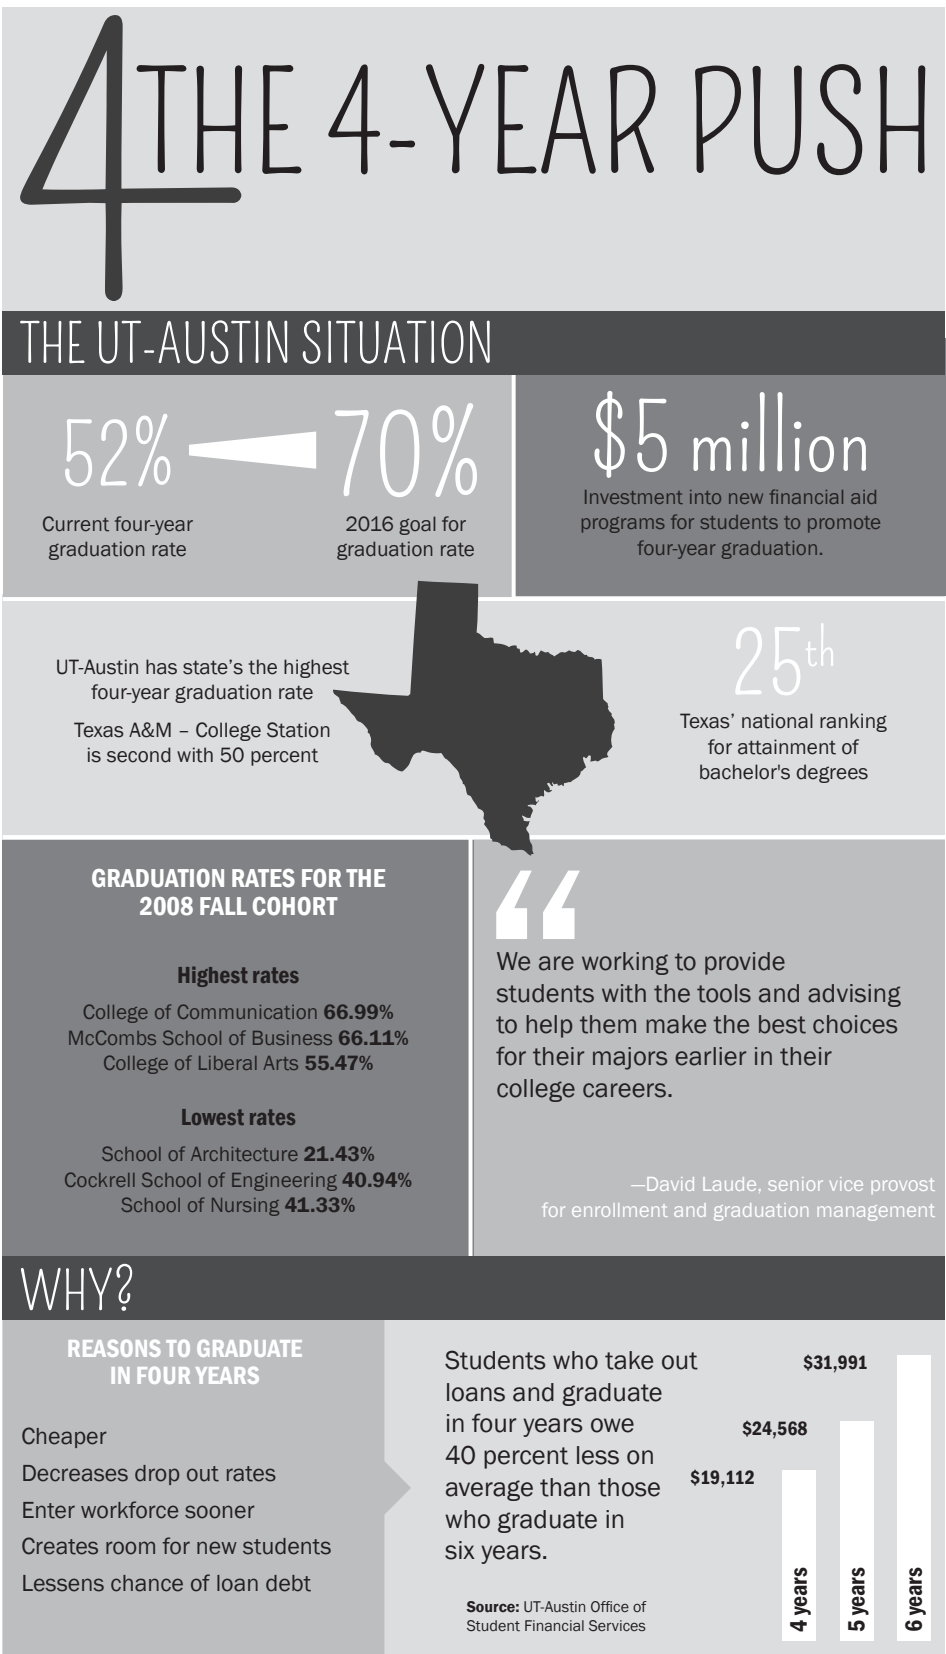 4
THE 4-YEAR PUSH
THE UT-AUSTIN SITUATION
52%
Current four-year
graduation rate
70%
2016 goal for
graduation rate
$5 million
Investment into new financial aid
programs for students to promote
four-year graduation.
UT-Austin has state's the highest
four-year graduation rate
Texas A&M – College Station
is second with 50 percent
25th
Texas' national ranking
for attainment of
bachelor's degrees
GRADUATION RATES FOR THE
2008 FALL COHORT
Highest rates
College of Communication 66.99%
McCombs School of Business 66.11%
College of Liberal Arts 55.47%
Lowest rates
School of Architecture 21.43%
Cockrell School of Engineering 40.94%
School of Nursing 41.33%
“
We are working to provide
students with the tools and advising
to help them make the best choices
for their majors earlier in their
college careers.
—David Laude, senior vice provost
for enrollment and graduation management
WHY?
REASONS TO GRADUATE
IN FOUR YEARS
Cheaper
Decreases drop out rates
Enter workforce sooner
Creates room for new students
Lessens chance of loan debt
Students who take out
loans and graduate
in four years owe
40 percent less on
average than those
who graduate in
six years.
Source: UT-Austin Office of
Student Financial Services
$19,112
4 years
$24,568
5 years
$31,991
6 years